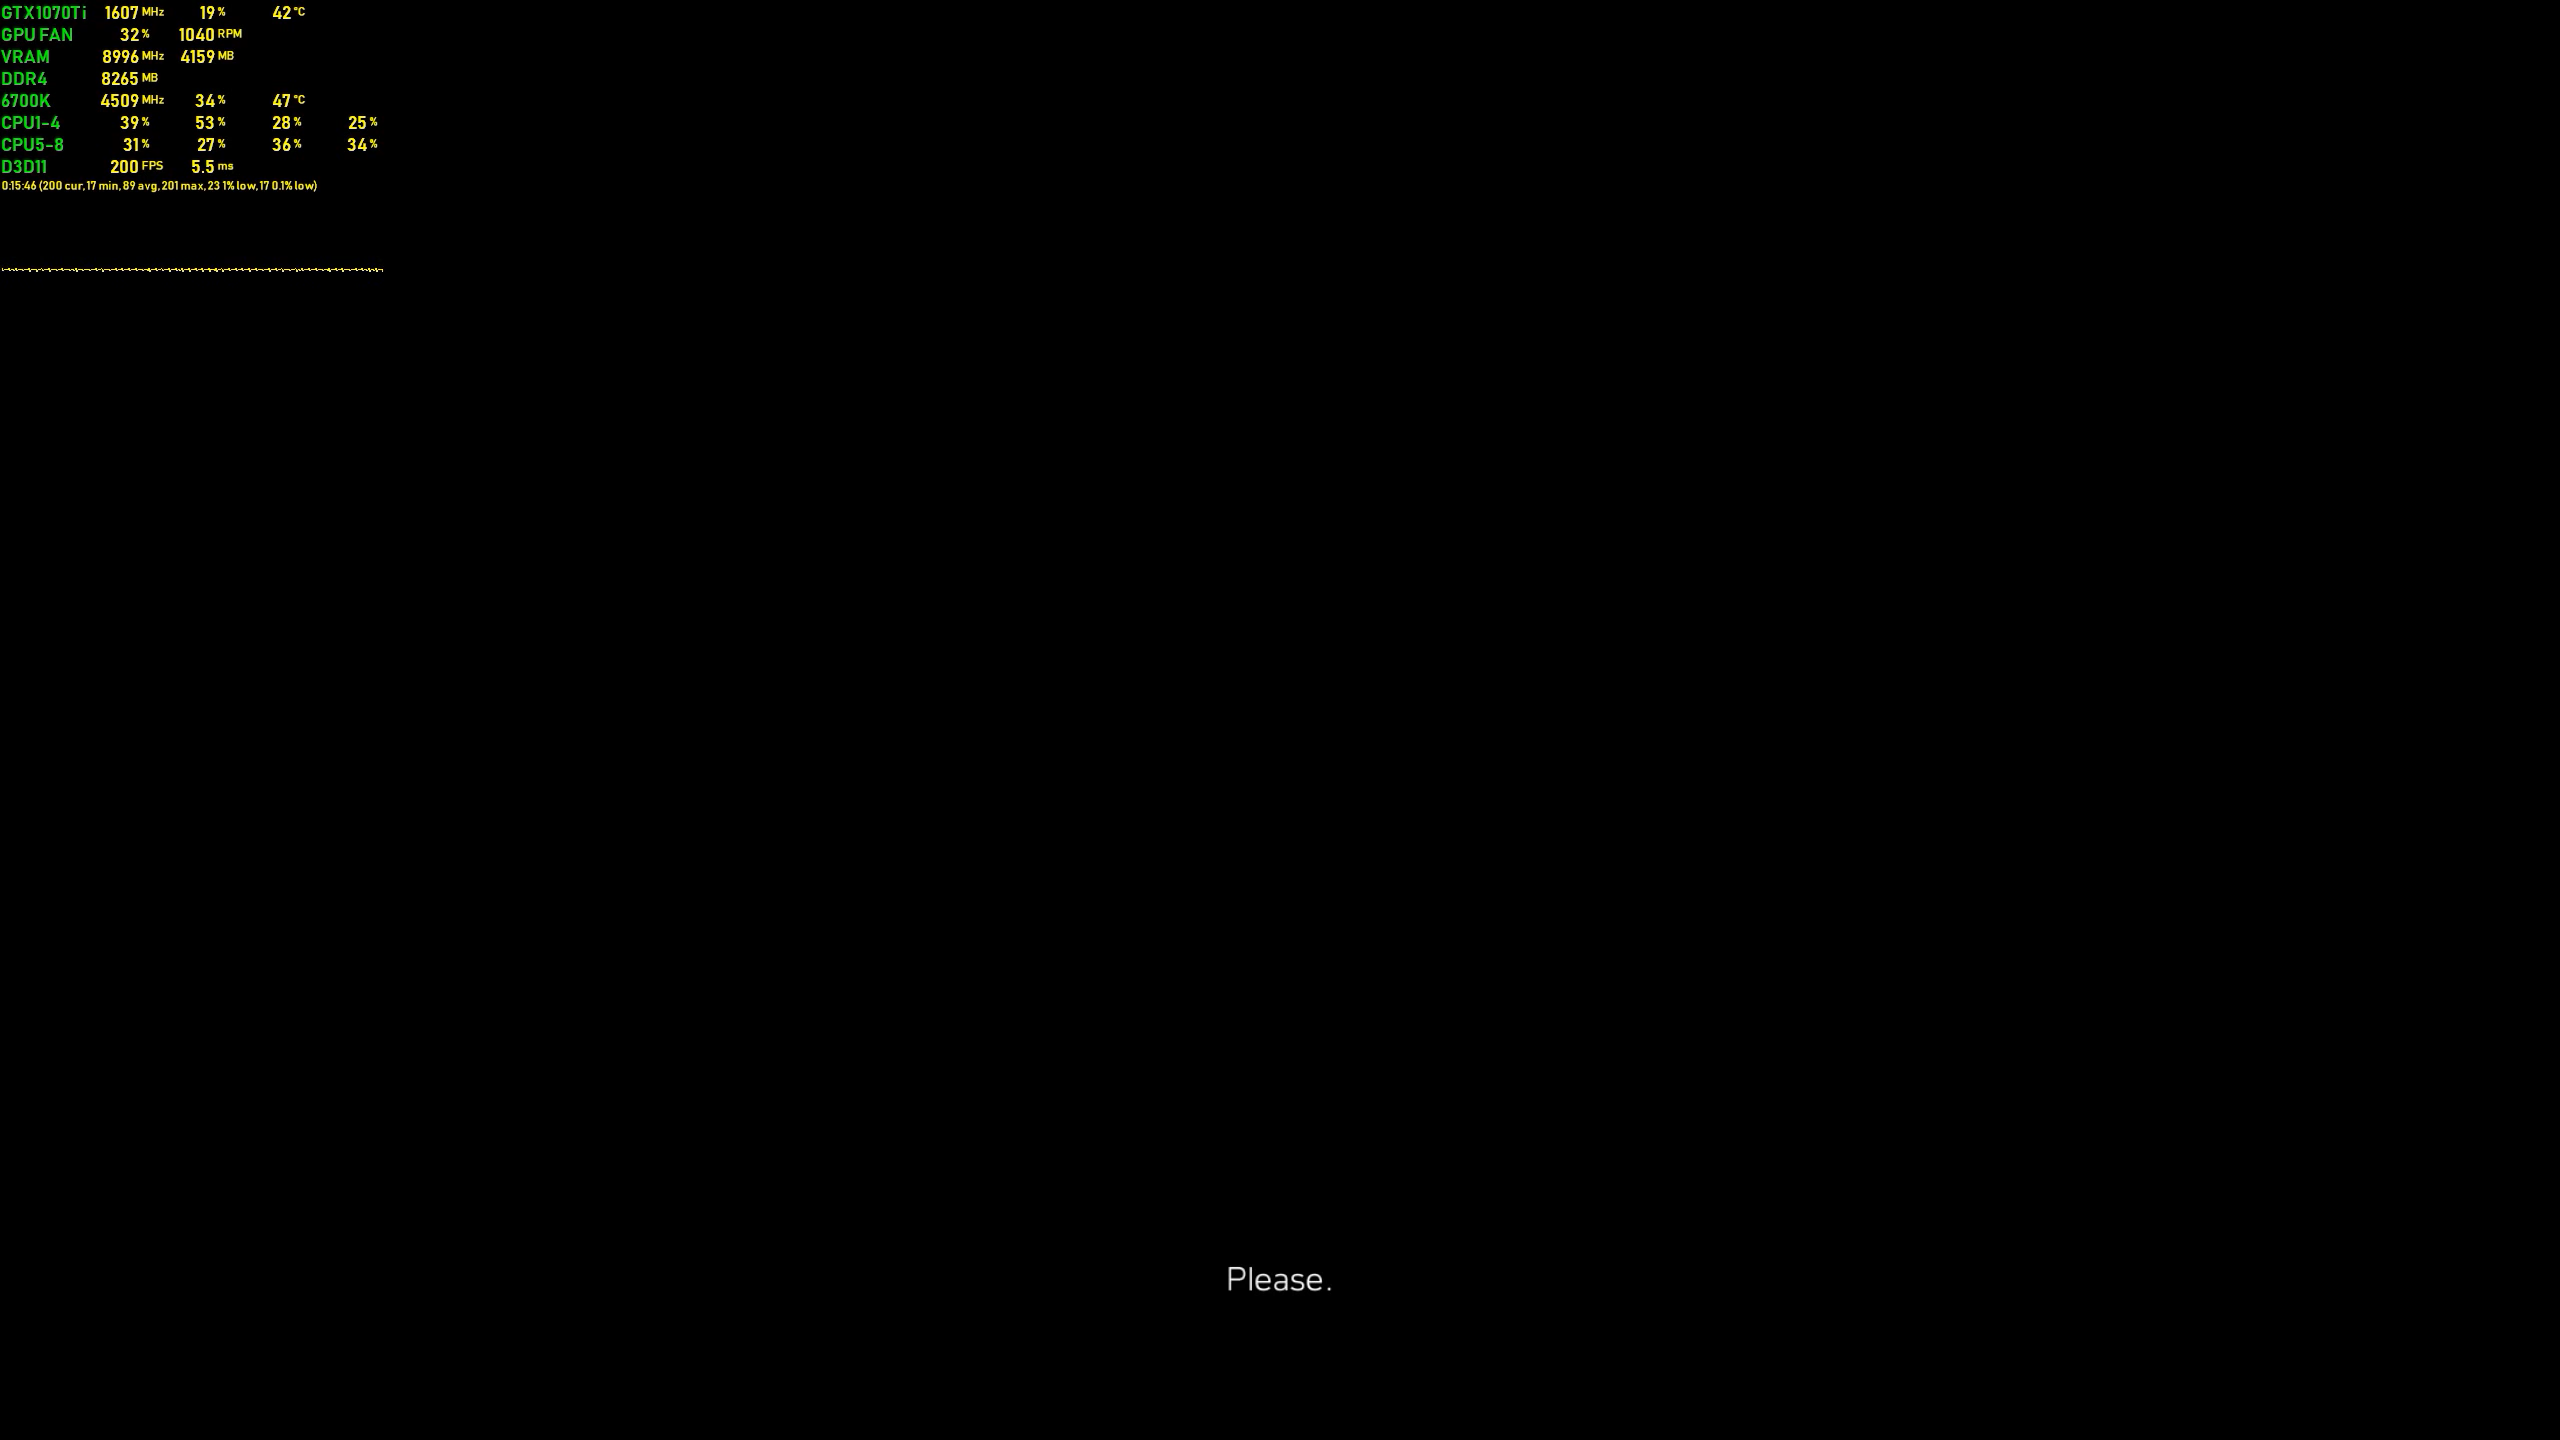 GTX1070Ti 1607 MHz 19 % 42 °C
GPU FAN 32 % 1040 RPM
VRAM 8996 MHz 4159 MB
DDR4 8265 MB
6700K 4509 MHz 34 % 47 °C
CPU1-4 39 % 53 % 28 % 25 %
CPU5-8 31 % 27 % 36 % 34 %
D3D11 200 FPS 5.5 ms
0:15:46 (200 cur, 17 min, 89 avg, 201 max, 23 1% low, 17 0.1% low)
Please.